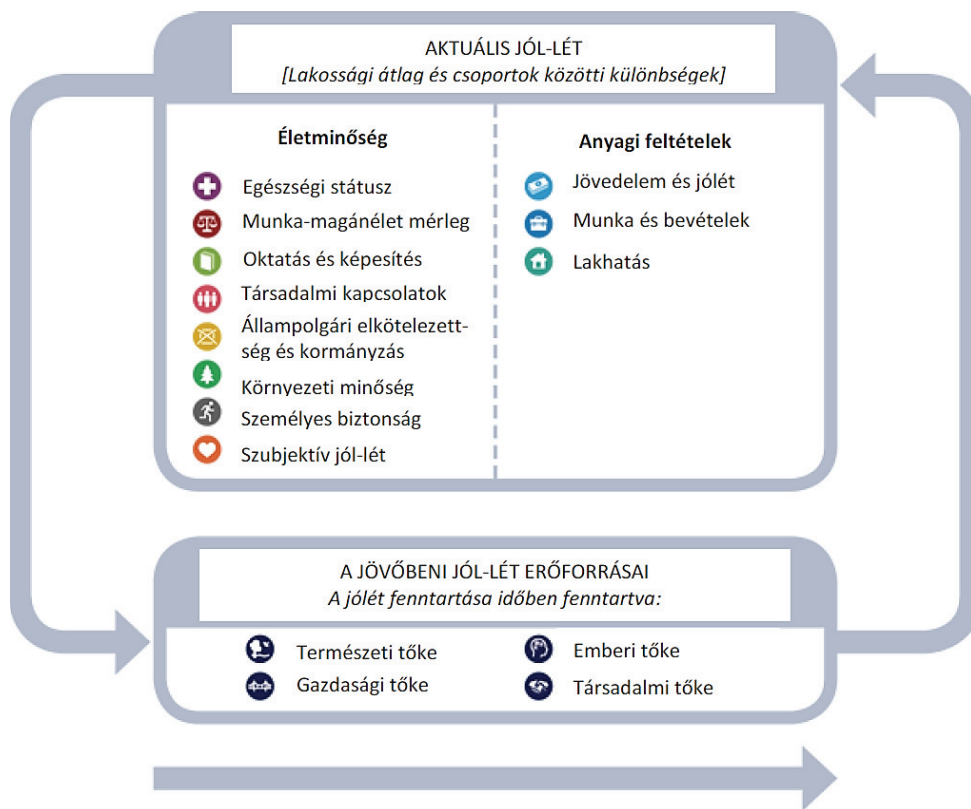 AKTUÁLIS JÓL-LÉT
[Lakossági átlag és csoportok közötti különbségek]
Életminőség
Egészségi státusz
Munka-magánélet mérleg
Oktatás és képesítés
Társadalmi kapcsolatok
Állampolgári elkötelezett-
ség és kormányzás
Környezeti minőség
Személyes biztonság
Szubjektív jól-lét
Anyagi feltételek
Jövedelem és jólét
Munka és bevételek
Lakhatás
A JÖVŐBENI JÓL-LÉT ERŐFORRÁSAI
A jólét fenntartása időben fenntartva:
Természeti tőke
Gazdasági tőke
Emberi tőke
Társadalmi tőke